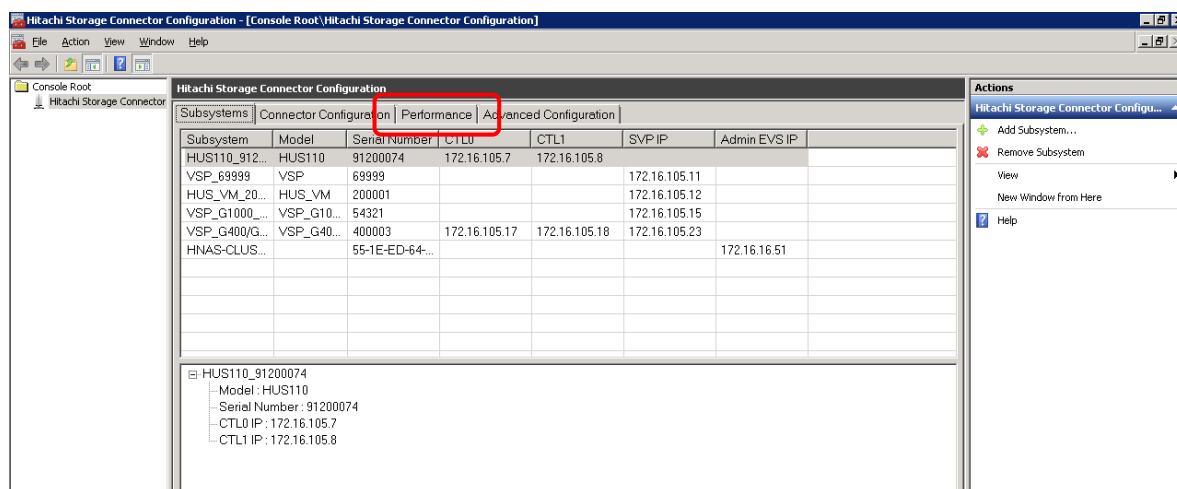 Hitachi Storage Connector Configuration - [Console Root\Hitachi Storage Connector Configuration]
File Action View Window Help
Console Root
Hitachi Storage Connector
Hitachi Storage Connector Configuration
Subsystems Connector Configuration Performance Advanced Configuration
Subsystem Model Serial Number CTL0 CTL1 SVP IP Admin EVS IP
HUS110_912... HUS110 91200074 172.16.105.7 172.16.105.8
VSP_69999 VSP 69999 172.16.105.11
HUS_VM_20... HUS_VM 200001 172.16.105.12
VSP_G1000_... VSP_G10... 54321 172.16.105.15
VSP_G400/G... VSP_G40... 400003 172.16.105.17 172.16.105.18 172.16.105.23
HNAS-CLUS... 55-1E-ED-64-... 172.16.16.51
HUS110_91200074
Model : HUS110
Serial Number : 91200074
CTL0 IP : 172.16.105.7
CTL1 IP : 172.16.105.8
Actions
Hitachi Storage Connector Configu...
Add Subsystem...
Remove Subsystem
View
New Window from Here
Help